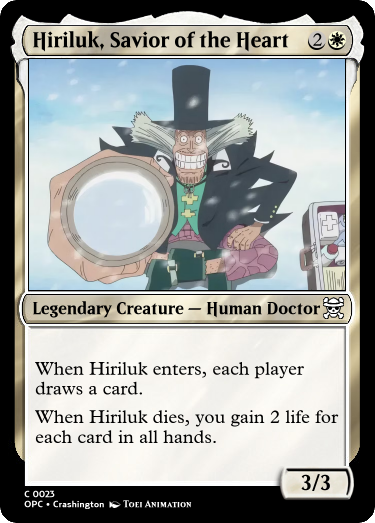 Hiriluk, Savior of the Heart 2
Legendary Creature — Human Doctor
When Hiriluk enters, each player
draws a card.
When Hiriluk dies, you gain 2 life for
each card in all hands.
3/3
C 0023
OPC • Crashington TOEI ANIMATION